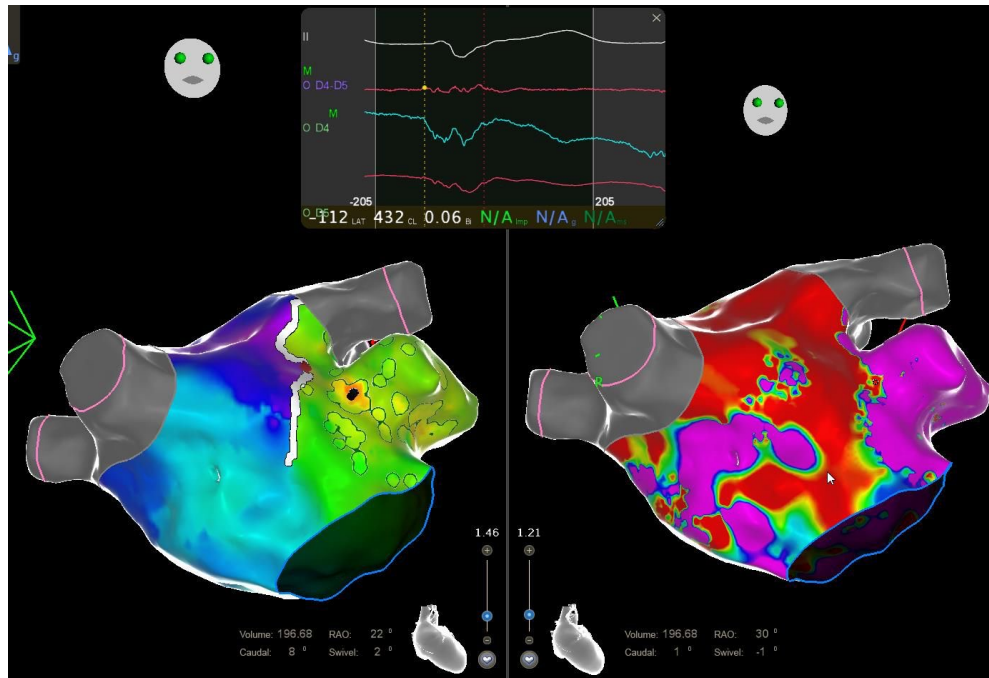 g
×
II
M
O D4-D5
M
O D4
-205
205
O D5
-112 LAT 432 CL 0.06 Bi N/A Imp N/A g N/A
1.46
1.21
R
Volume: 196.68 RAO: 22 °
Caudal: 8 ° Swivel: 2 °
Volume: 196.68 RAO: 30 °
Caudal: 1 ° Swivel: -1 °